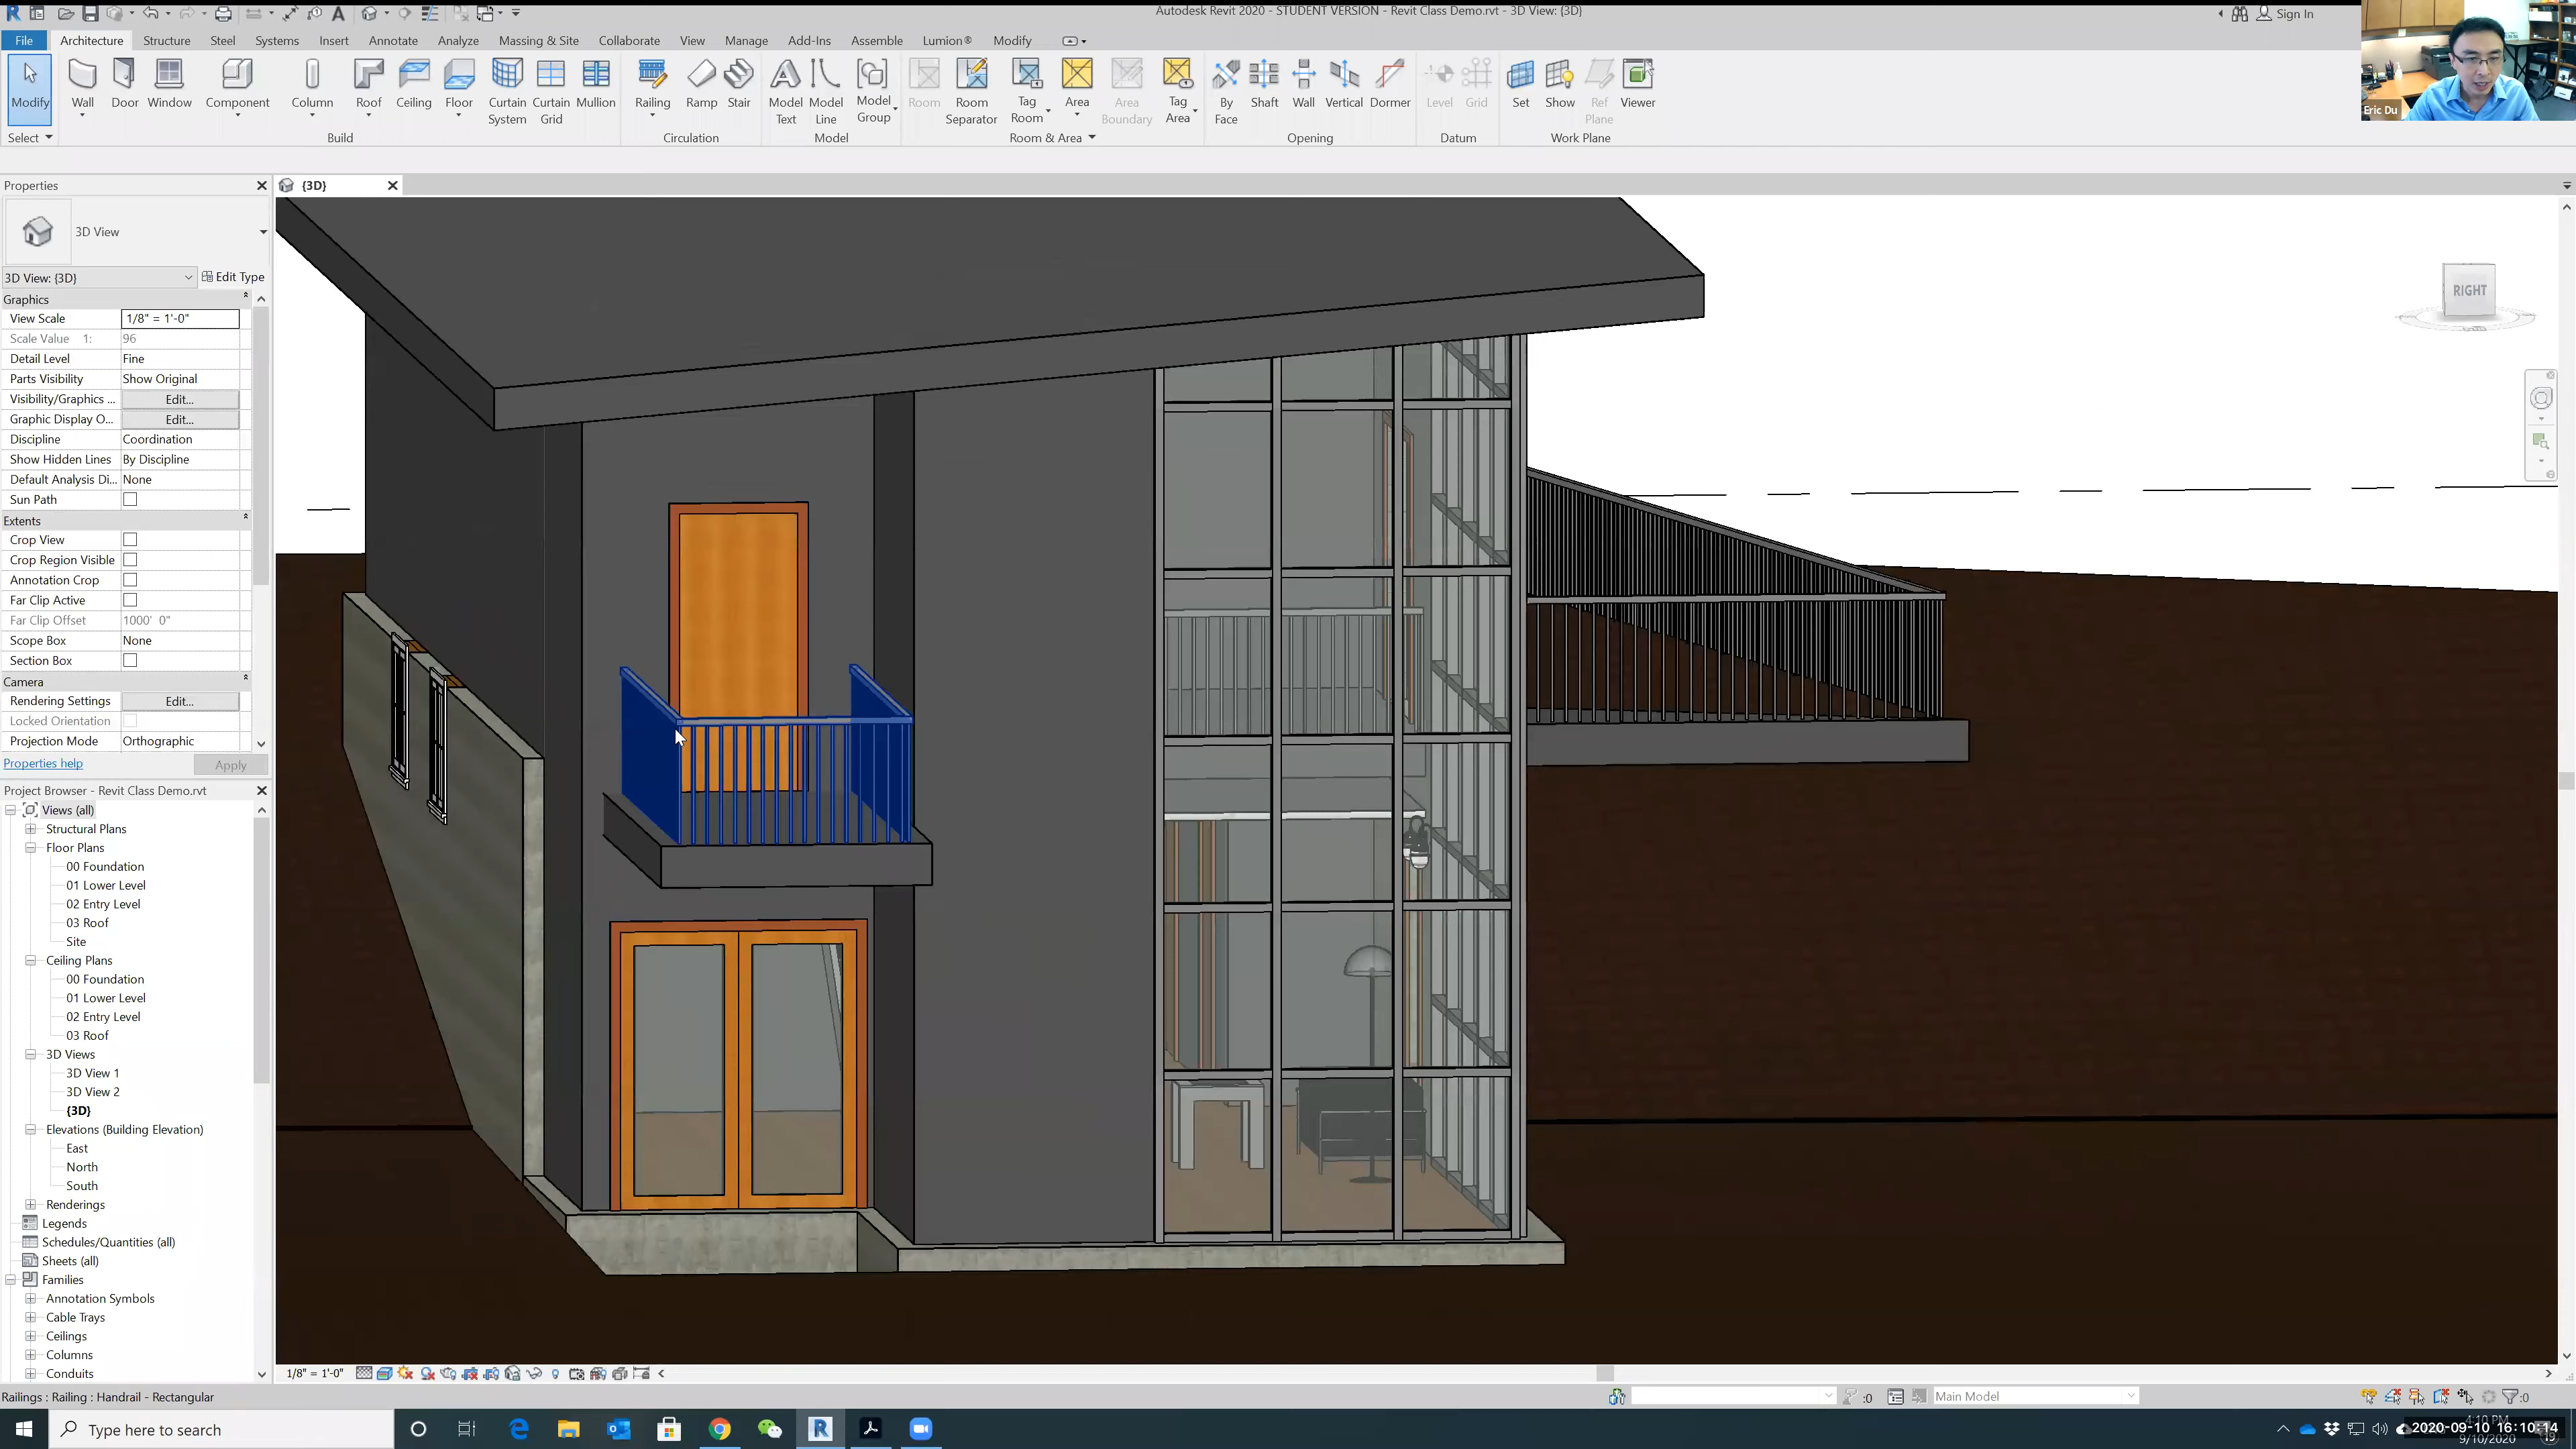 Autodesk Revit 2020 - STUDENT VERSION - Revit Class Demo.rvt - 3D View: {3D}
Sign In
File Architecture Structure Steel Systems Insert Annotate Analyze Massing & Site Collaborate View Manage Add-Ins Assemble Lumion® Modify
Modify Wall Door Window Component Column Roof Ceiling Floor Curtain System Curtain Grid Mullion Railing Ramp Stair Model Text Model Line Model Group Room Room Separator Tag Room Area Area Boundary Tag Area By Face Shaft Wall Vertical Dormer Level Grid Set Show Ref Plane Viewer
Eric Du
Select Build Circulation Model Room & Area Opening Datum Work Plane
Properties
{3D}
3D View
3D View: {3D} Edit Type
Graphics
View Scale 1/8" = 1'-0"
Scale Value 1: 96
Detail Level Fine
Parts Visibility Show Original
Visibility/Graphics ... Edit...
Graphic Display O... Edit...
Discipline Coordination
Show Hidden Lines By Discipline
Default Analysis Di... None
Sun Path
Extents
Crop View
Crop Region Visible
Annotation Crop
Far Clip Active
Far Clip Offset 1000' 0"
Scope Box None
Section Box
Camera
Rendering Settings Edit...
Locked Orientation
Projection Mode Orthographic
Properties help Apply
RIGHT
Project Browser - Revit Class Demo.rvt
Views (all)
Structural Plans
Floor Plans
00 Foundation
01 Lower Level
02 Entry Level
03 Roof
Site
Ceiling Plans
00 Foundation
01 Lower Level
02 Entry Level
03 Roof
3D Views
3D View 1
3D View 2
{3D}
Elevations (Building Elevation)
East
North
South
Renderings
Legends
Schedules/Quantities (all)
Sheets (all)
Families
Annotation Symbols
Cable Trays
Ceilings
Columns
Conduits
1/8" = 1'-0"
Railings : Railing : Handrail - Rectangular
:0
Main Model
:0
Type here to search
4:10 PM
2020-09-10 16:10:14
9/10/2020